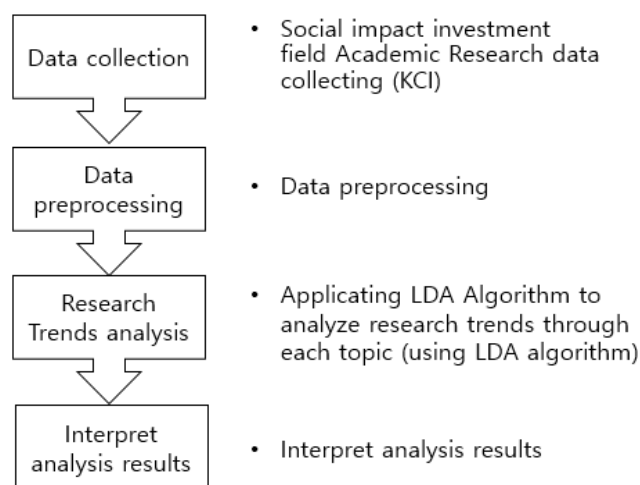 Data collection
• Social impact investment
field Academic Research data
collecting (KCI)
Data
preprocessing
• Data preprocessing
Research
Trends analysis
• Applicating LDA Algorithm to
analyze research trends through
each topic (using LDA algorithm)
Interpret
analysis results
• Interpret analysis results